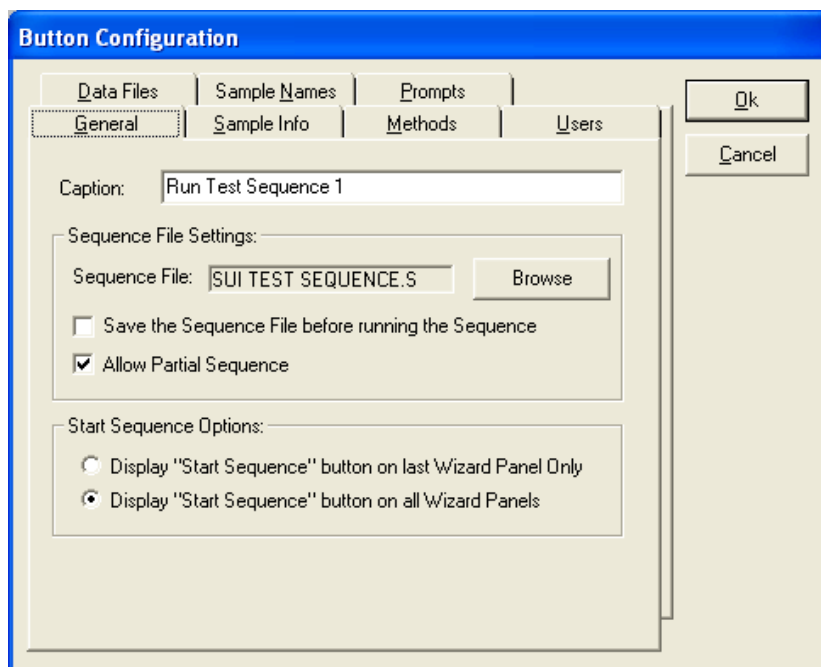 Button Configuration
Data Files Sample Names Prompts
Ok
General Sample Info Methods Users
Cancel
Caption: Run Test Sequence 1
Sequence File Settings:
Sequence File: SUI TEST SEQUENCE.S Browse
Save the Sequence File before running the Sequence
Allow Partial Sequence
Start Sequence Options:
Display "Start Sequence" button on last Wizard Panel Only
Display "Start Sequence" button on all Wizard Panels